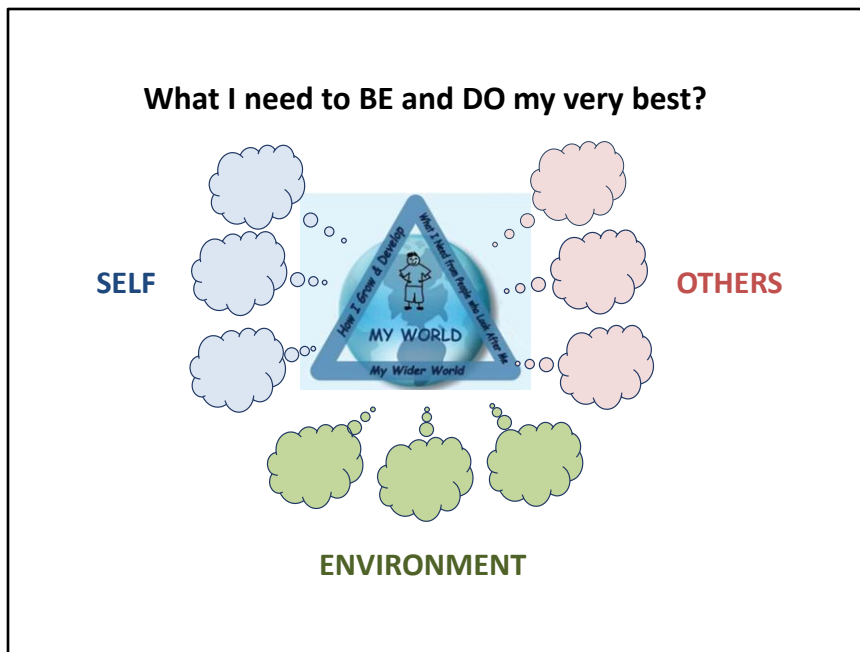 What I need to BE and DO my very best?
SELF
How I Grow & Develop
What I Need from People who Look After Me
MY WORLD
My Wider World
OTHERS
ENVIRONMENT